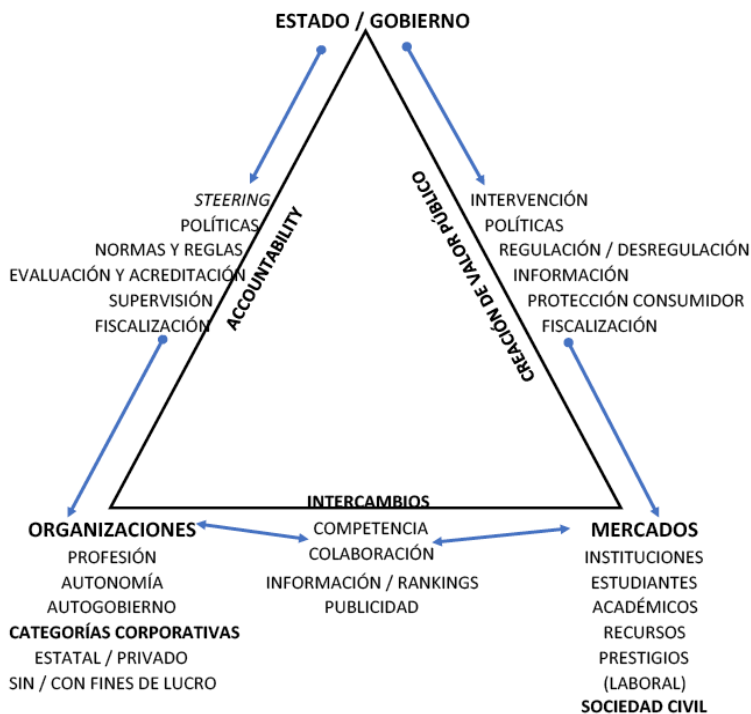 ESTADO / GOBIERNO
STEERING
POLÍTICAS
NORMAS Y REGLAS
EVALUACIÓN Y ACREDITACIÓN
SUPERVISIÓN
FISCALIZACIÓN
ACCOUNTABILITY
CREACIÓN DE VALOR PÚBLICO
INTERVENCIÓN
POLÍTICAS
REGULACIÓN / DESREGULACIÓN
INFORMACIÓN
PROTECCIÓN CONSUMIDOR
FISCALIZACIÓN
ORGANIZACIONES
PROFESIÓN
AUTONOMÍA
AUTOGOBIERNO
CATEGORÍAS CORPORATIVAS
ESTATAL / PRIVADO
SIN / CON FINES DE LUCRO
INTERCAMBIOS
COMPETENCIA
COLABORACIÓN
INFORMACIÓN / RANKINGS
PUBLICIDAD
MERCADOS
INSTITUCIONES
ESTUDIANTES
ACADÉMICOS
RECURSOS
PRESTIGIOS
(LABORAL)
SOCIEDAD CIVIL